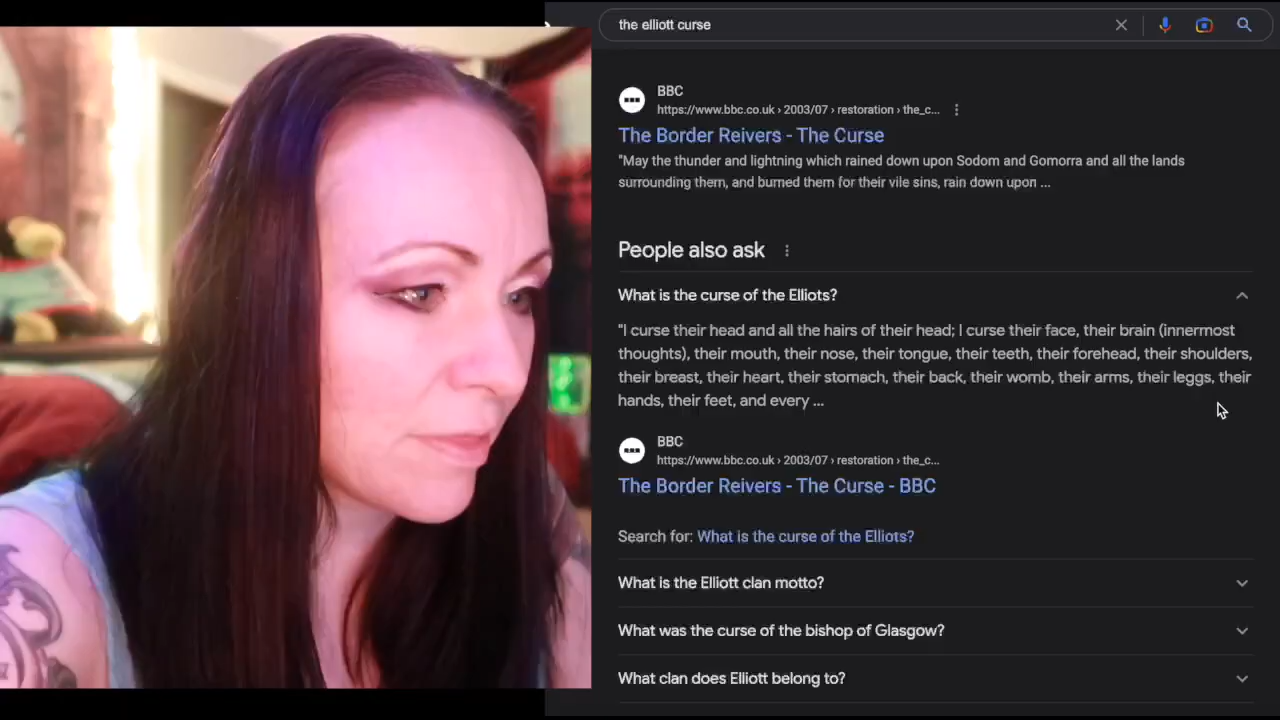 the elliott curse
BBC
https://www.bbc.co.uk › 2003/07 › restoration › the_c...
The Border Reivers - The Curse
"May the thunder and lightning which rained down upon Sodom and Gomorra and all the lands
surrounding them, and burned them for their vile sins, rain down upon ...
People also ask
What is the curse of the Elliots?
"I curse their head and all the hairs of their head; I curse their face, their brain (innermost
thoughts), their mouth, their nose, their tongue, their teeth, their forehead, their shoulders,
their breast, their heart, their stomach, their back, their womb, their arms, their leggs, their
hands, their feet, and every ...
BBC
https://www.bbc.co.uk › 2003/07 › restoration › the_c...
The Border Reivers - The Curse - BBC
Search for: What is the curse of the Elliots?
What is the Elliott clan motto?
What was the curse of the bishop of Glasgow?
What clan does Elliott belong to?